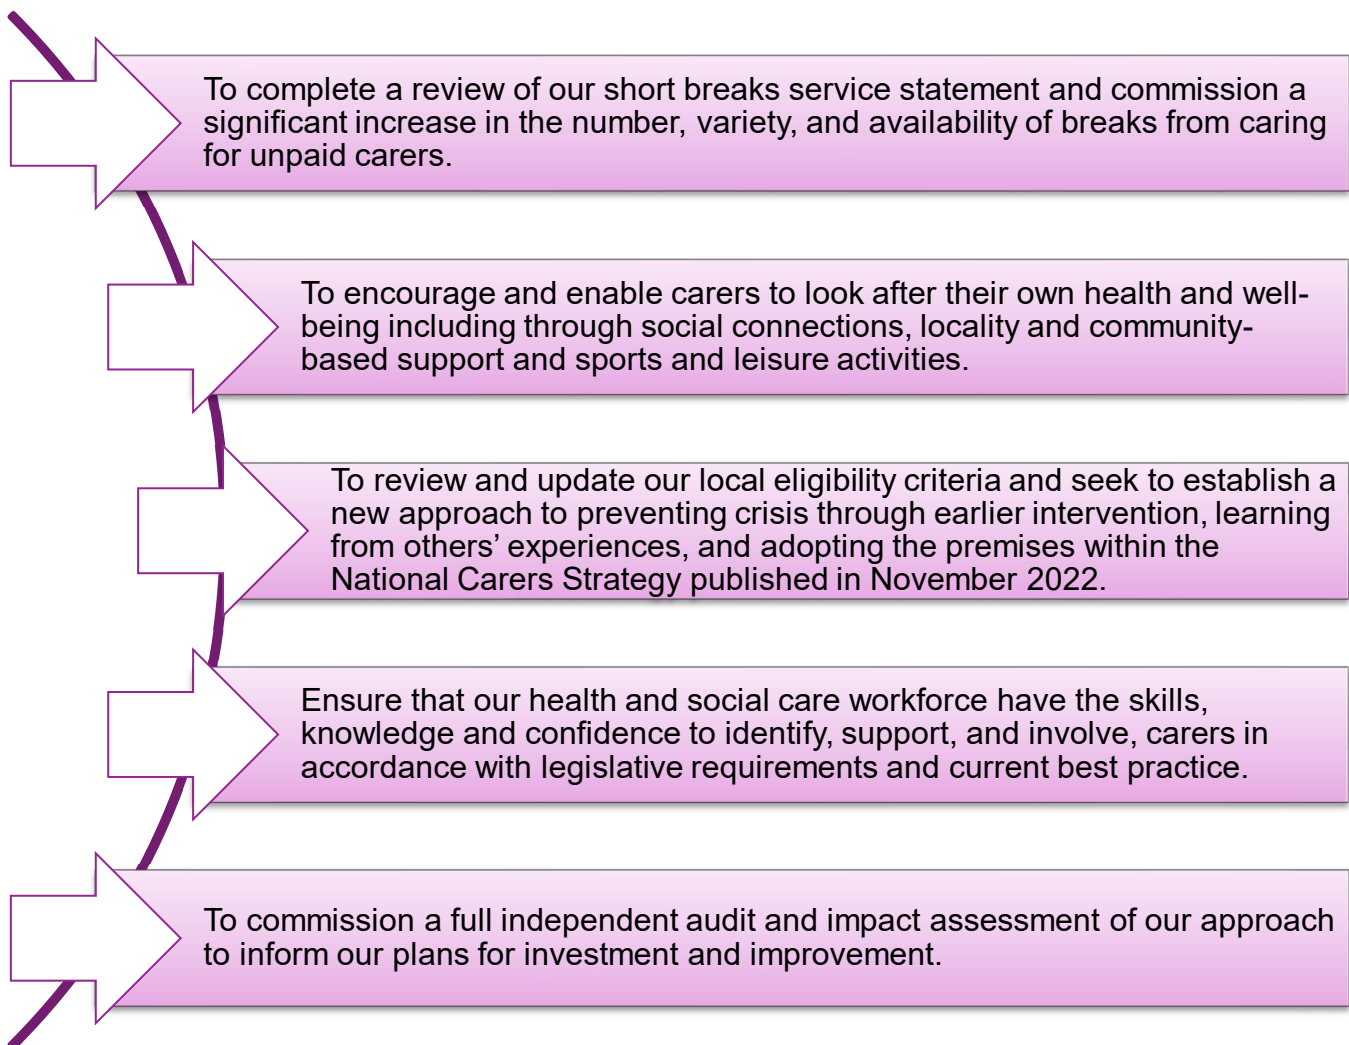 To complete a review of our short breaks service statement and commission a
significant increase in the number, variety, and availability of breaks from caring
for unpaid carers.
To encourage and enable carers to look after their own health and well-
being including through social connections, locality and community-
based support and sports and leisure activities.
To review and update our local eligibility criteria and seek to establish a
new approach to preventing crisis through earlier intervention, learning
from others’ experiences, and adopting the premises within the
National Carers Strategy published in November 2022.
Ensure that our health and social care workforce have the skills,
knowledge and confidence to identify, support, and involve, carers in
accordance with legislative requirements and current best practice.
To commission a full independent audit and impact assessment of our approach
to inform our plans for investment and improvement.